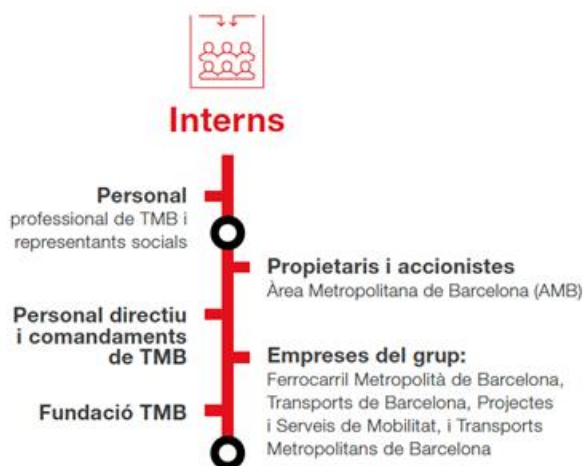 Interns
Personal
professional de TMB i
representants socials
Propietaris i accionistes
Àrea Metropolitana de Barcelona (AMB)
Personal directiu
i comandaments
de TMB
Empreses del grup:
Ferrocarril Metropolità de Barcelona,
Transports de Barcelona, Projectes
i Serveis de Mobilitat, i Transports
Metropolitans de Barcelona
Fundació TMB